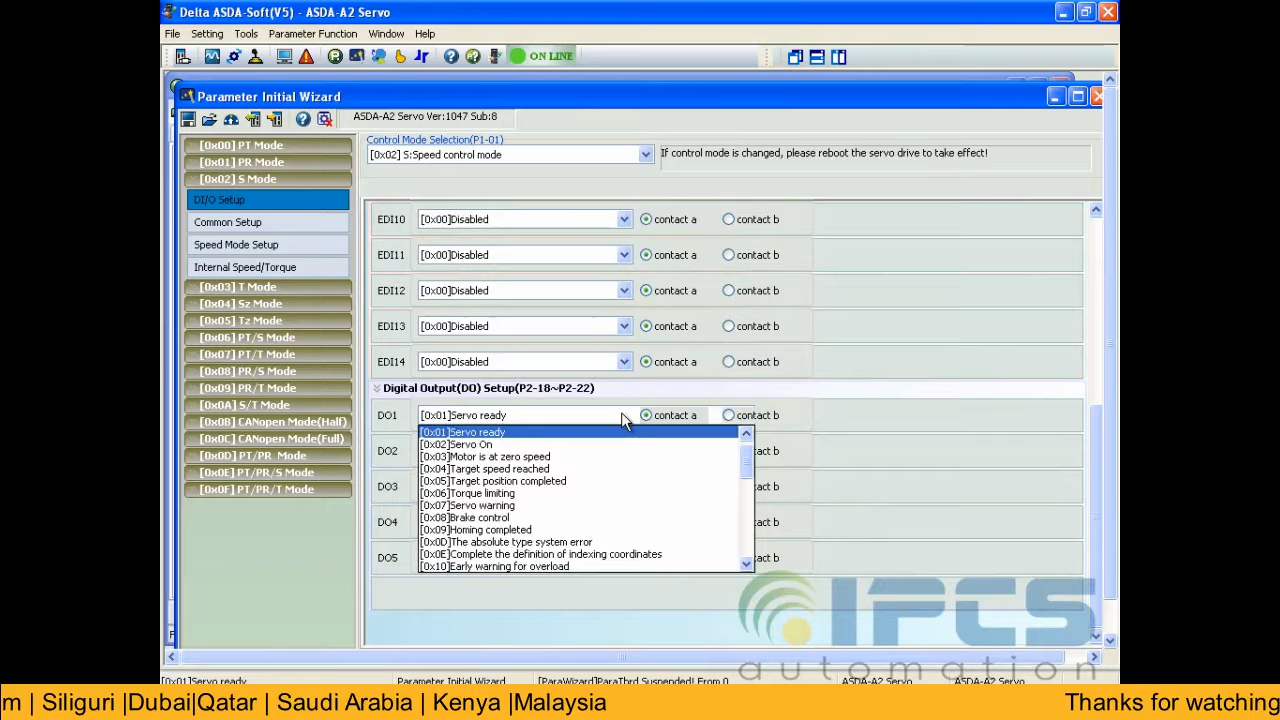 Delta ASDA-Soft(V5) - ASDA-A2 Servo
File Setting Tools Parameter Function Window Help
ON LINE
Parameter Initial Wizard
ASDA-A2 Servo Ver:1047 Sub:8
[0x00] PT Mode
[0x01] PR Mode
[0x02] S Mode
DI/O Setup
Common Setup
Speed Mode Setup
Internal Speed/Torque
[0x03] T Mode
[0x04] Sz Mode
[0x05] Tz Mode
[0x06] PT/S Mode
[0x07] PT/T Mode
[0x08] PR/S Mode
[0x09] PR/T Mode
[0x0A] S/T Mode
[0x0B] CANopen Mode(Half)
[0x0C] CANopen Mode(Full)
[0x0D] PT/PR Mode
[0x0E] PT/PR/S Mode
[0x0F] PT/PR/T Mode
Control Mode Selection(P1-01)
[0x02] S:Speed control mode
If control mode is changed, please reboot the servo drive to take effect!
EDI10 [0x00]Disabled contact a contact b
EDI11 [0x00]Disabled contact a contact b
EDI12 [0x00]Disabled contact a contact b
EDI13 [0x00]Disabled contact a contact b
EDI14 [0x00]Disabled contact a contact b
Digital Output(DO) Setup(P2-18~P2-22)
DO1 [0x01]Servo ready contact a contact b
DO2
DO3
DO4
DO5
[0x01]Servo ready
[0x02]Servo On
[0x03]Motor is at zero speed
[0x04]Target speed reached
[0x05]Target position completed
[0x06]Torque limiting
[0x07]Servo warning
[0x08]Brake control
[0x09]Homing completed
[0x0D]The absolute type system error
[0x0E]Complete the definition of indexing coordinates
[0x10]Early warning for overload
ct b
ct b
ct b
ct b
IPCS
automation
[0x01]Servo ready Parameter Initial Wizard [ParaWizard]ParaThrd Suspended! From 0 ASDA-A2 Servo ASDA-A2 Servo
m | Siliguri |Dubai|Qatar | Saudi Arabia | Kenya |Malaysia Thanks for watching